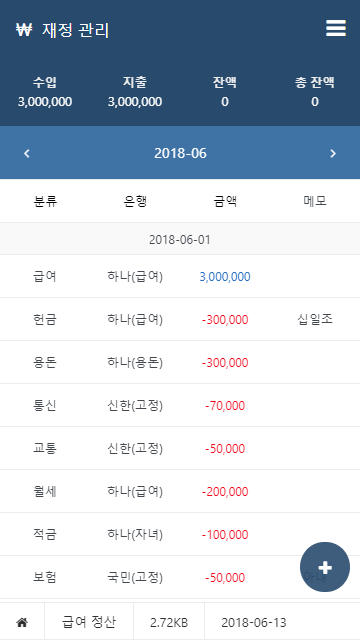 ₩ 재정 관리
수입 지출 잔액 총 잔액
3,000,000 3,000,000 0 0
2018-06
분류 은행 금액 메모
2018-06-01
급여 하나(급여) 3,000,000
헌금 하나(급여) -300,000 십일조
용돈 하나(용돈) -300,000
통신 신한(고정) -70,000
교통 신한(고정) -50,000
월세 하나(급여) -200,000
적금 하나(자녀) -100,000
보험 국민(고정) -50,000
급여 정산 2.72KB 2018-06-13